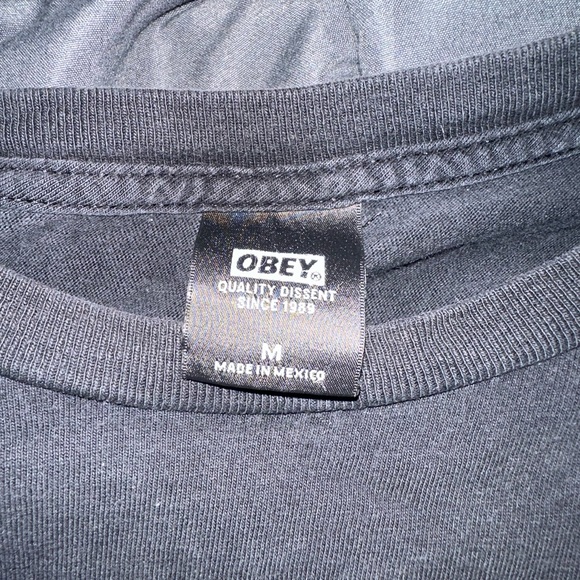 OBEY®
QUALITY DISSENT
SINCE 1989
M
MADE IN MEXICO